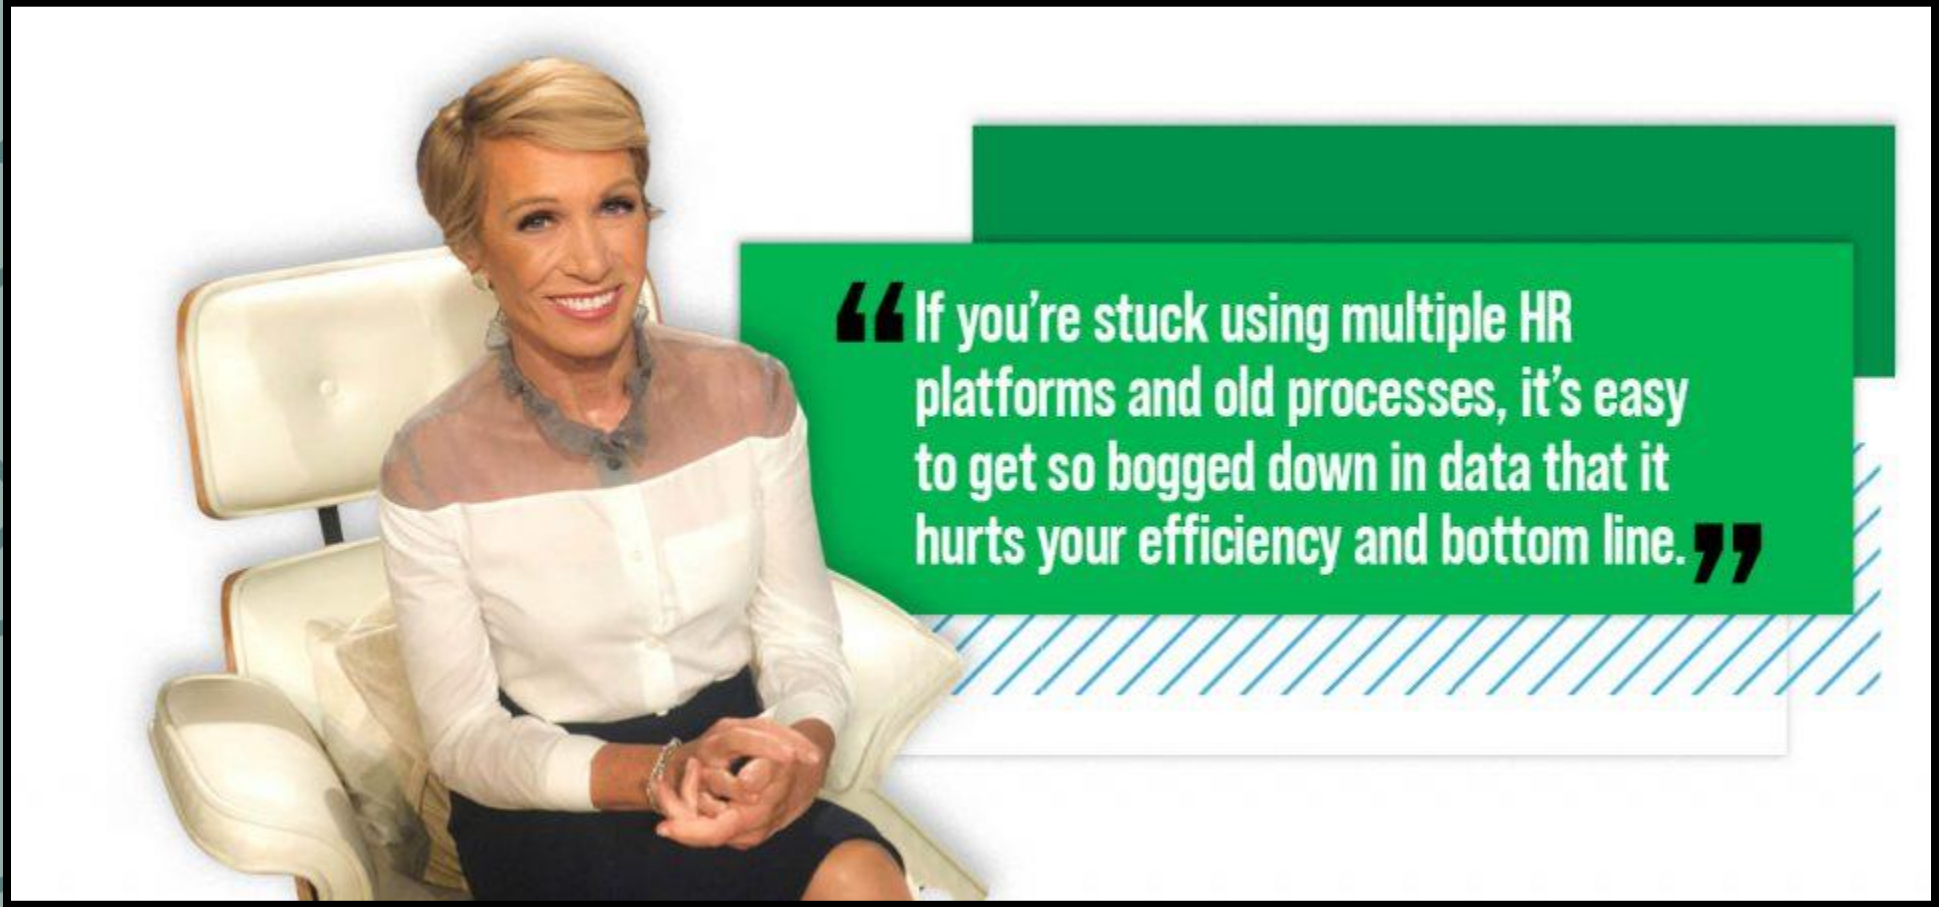 “If you’re stuck using multiple HR
platforms and old processes, it’s easy
to get so bogged down in data that it
hurts your efficiency and bottom line.”